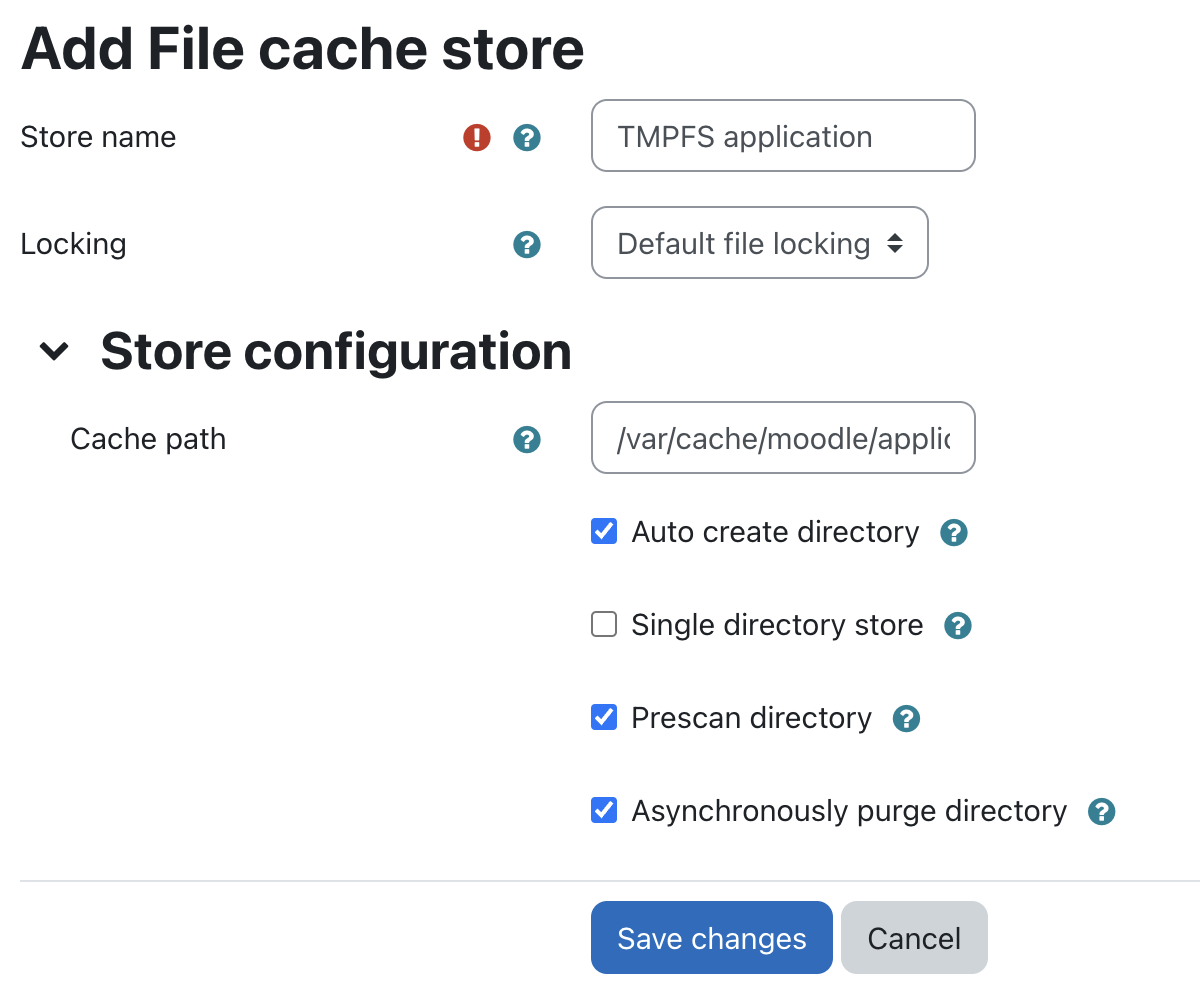 Add File cache store
Store name
TMPFS application
Locking
Default file locking
Store configuration
Cache path
/var/cache/moodle/applic
Auto create directory
Single directory store
Prescan directory
Asynchronously purge directory
Save changes
Cancel